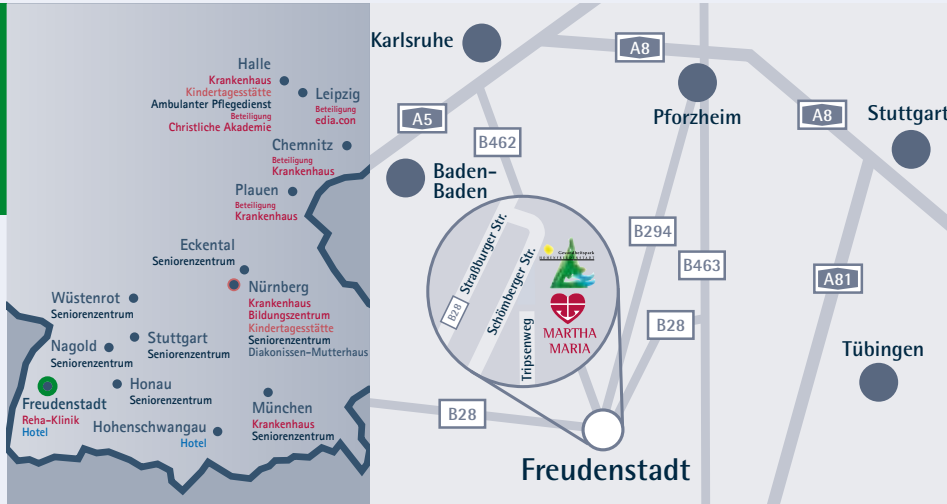 Halle
Krankenhaus
Kindertagesstätte
Ambulanter Pflegedienst
Beteiligung
Christliche Akademie
Leipzig
Beteiligung
edia.con
Chemnitz
Beteiligung
Krankenhaus
Plauen
Beteiligung
Krankenhaus
Eckental
Seniorenzentrum
Nürnberg
Krankenhaus
Bildungszentrum
Kindertagesstätte
Seniorenzentrum
Diakonissen-Mutterhaus
Wüstenrot
Seniorenzentrum
Stuttgart
Seniorenzentrum
Nagold
Seniorenzentrum
Honau
Seniorenzentrum
Freudenstadt
Reha-Klinik
Hotel
München
Krankenhaus
Seniorenzentrum
Hohenschwangau
Hotel
Karlsruhe
A8
Pforzheim
A5
A8
Stuttgart
B462
Baden-
Baden
B294
B463
A81
B28
Straßburger Str.
Schömberger Str.
Tripsenweg
Gesundheitspark
MARTHA
MARIA
B28
Tübingen
B28
Freudenstadt